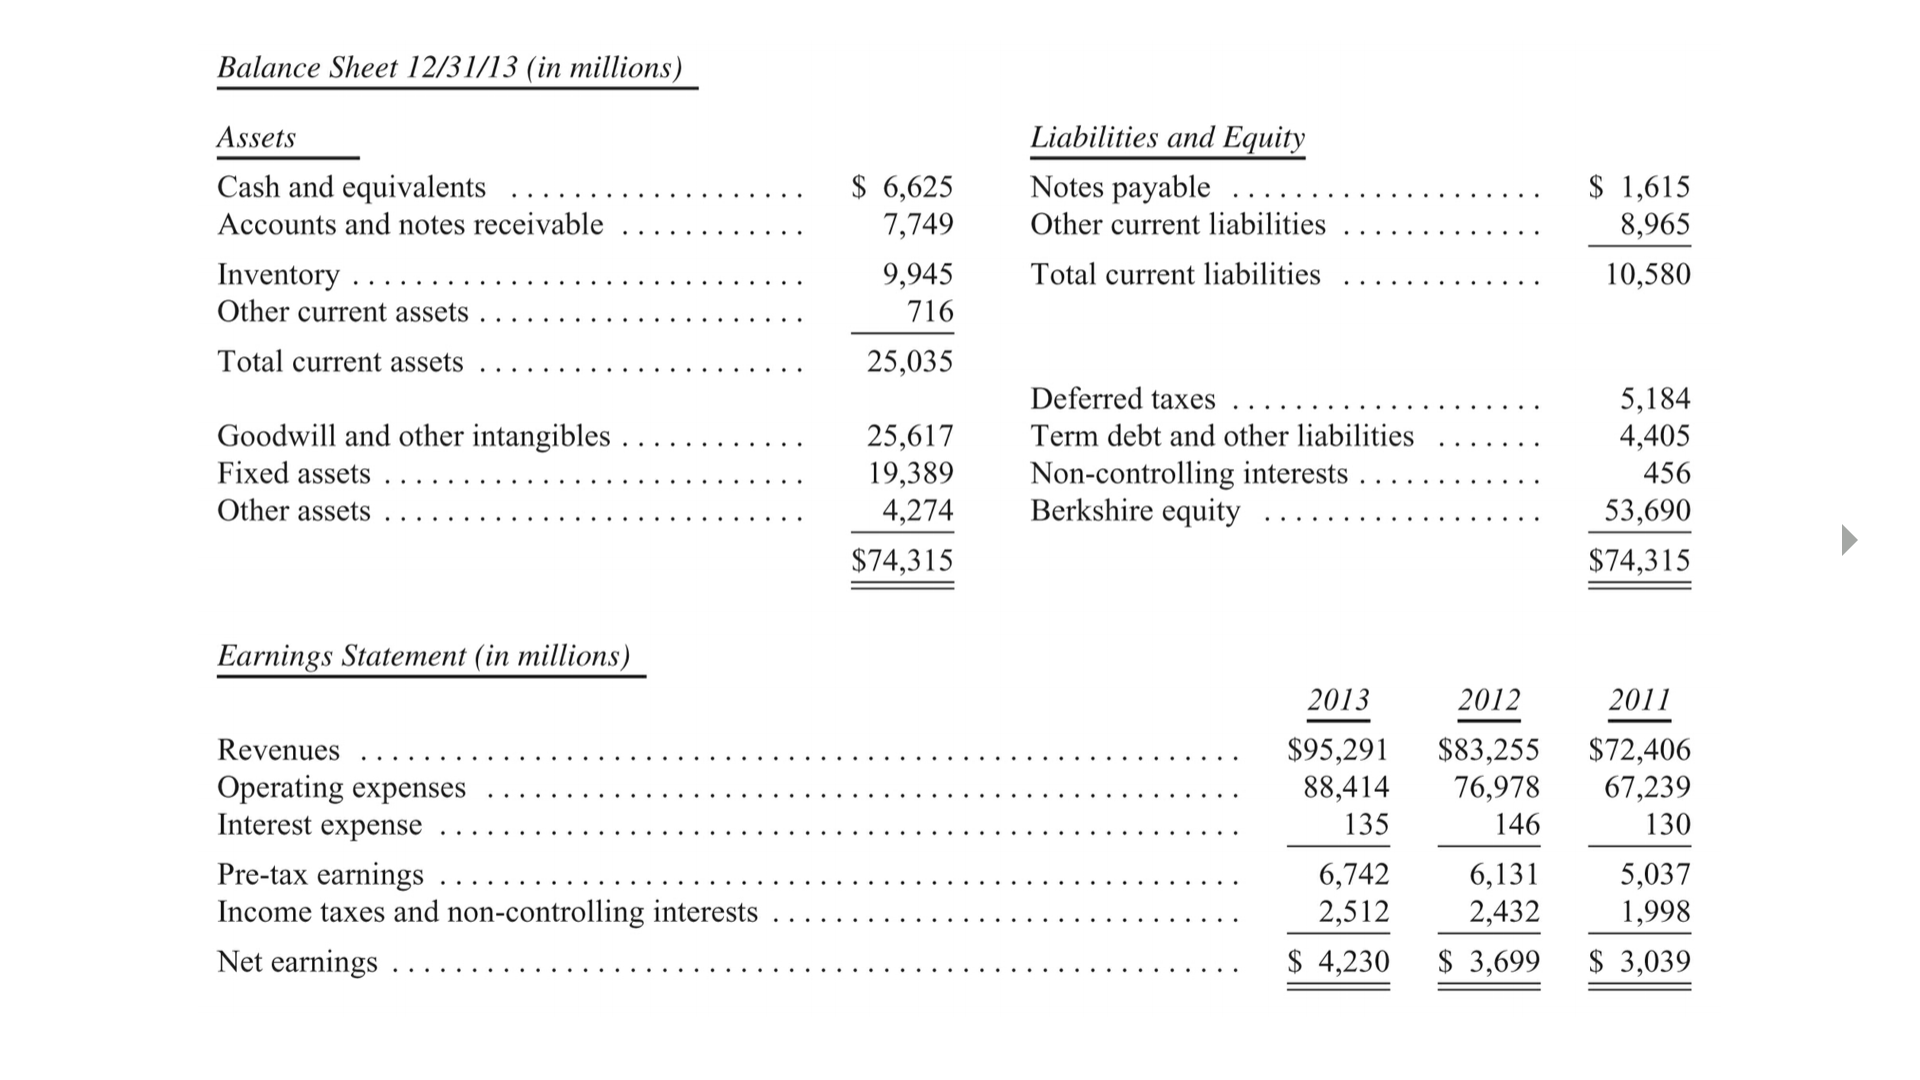 Balance Sheet 12/31/13 (in millions)
Assets
Liabilities and Equity
Cash and equivalents . . . . . . . . . . . . . . . . . . . $ 6,625
Notes payable . . . . . . . . . . . . . . . . . . . . $ 1,615
Accounts and notes receivable . . . . . . . . . . . . 7,749
Other current liabilities . . . . . . . . . . . . . 8,965
Inventory . . . . . . . . . . . . . . . . . . . . . . . . . . . . . 9,945
Total current liabilities . . . . . . . . . . . . . 10,580
Other current assets . . . . . . . . . . . . . . . . . . . . . 716
Total current assets . . . . . . . . . . . . . . . . . . . . . 25,035
Deferred taxes . . . . . . . . . . . . . . . . . . . . 5,184
Goodwill and other intangibles . . . . . . . . . . . . 25,617
Term debt and other liabilities . . . . . . . 4,405
Fixed assets . . . . . . . . . . . . . . . . . . . . . . . . . . . 19,389
Non-controlling interests . . . . . . . . . . . . 456
Other assets . . . . . . . . . . . . . . . . . . . . . . . . . . . 4,274
Berkshire equity . . . . . . . . . . . . . . . . . . 53,690
$74,315
$74,315
Earnings Statement (in millions)
2013 2012 2011
Revenues . . . . . . . . . . . . . . . . . . . . . . . . . . . . . . . . . . . . . . . . $95,291 $83,255 $72,406
Operating expenses . . . . . . . . . . . . . . . . . . . . . . . . . . . . . . . . 88,414 76,978 67,239
Interest expense . . . . . . . . . . . . . . . . . . . . . . . . . . . . . . . . . . 135 146 130
Pre-tax earnings . . . . . . . . . . . . . . . . . . . . . . . . . . . . . . . . . . 6,742 6,131 5,037
Income taxes and non-controlling interests . . . . . . . . . . . . . . . . . . 2,512 2,432 1,998
Net earnings . . . . . . . . . . . . . . . . . . . . . . . . . . . . . . . . . . . . . $ 4,230 $ 3,699 $ 3,039